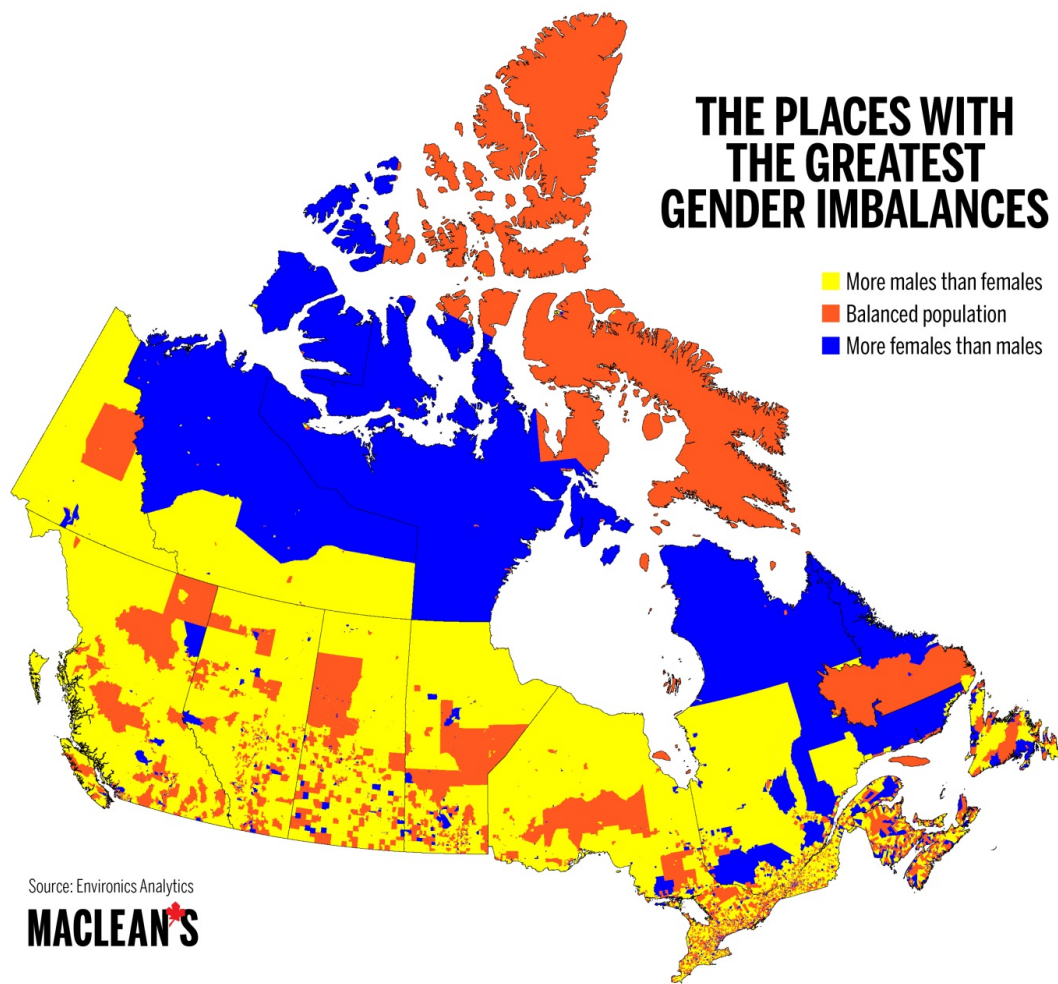 THE PLACES WITH
THE GREATEST
GENDER IMBALANCES
More males than females
Balanced population
More females than males
Source: Environics Analytics
MACLEAN'S